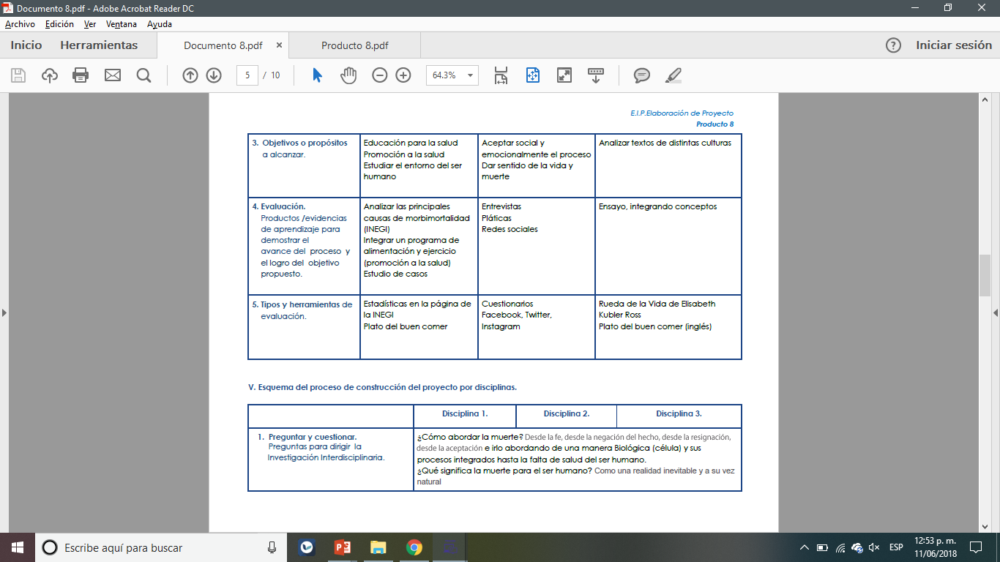 Documento 8.pdf - Adobe Acrobat Reader DC
Archivo Edición Ver Ventana Ayuda
Inicio Herramientas Documento 8.pdf × Producto 8.pdf ? Iniciar sesión
5 / 10 64.3%
E.I.P.Elaboración de Proyecto
Producto 8
3. Objetivos o propósitos
a alcanzar.
Educación para la salud
Promoción a la salud
Estudiar el entorno del ser
humano
Aceptar social y
emocionalmente el proceso
Dar sentido de la vida y
muerte
Analizar textos de distintas culturas
4. Evaluación.
Productos /evidencias
de aprendizaje para
demostrar el
avance del proceso y
el logro del objetivo
propuesto.
Analizar las principales
causas de morbimortalidad
(INEGI)
Integrar un programa de
alimentación y ejercicio
(promoción a la salud)
Estudio de casos
Entrevistas
Pláticas
Redes sociales
Ensayo, integrando conceptos
5. Tipos y herramientas de
evaluación.
Estadísticas en la página de
la INEGI
Plato del buen comer
Cuestionarios
Facebook, Twitter,
Instagram
Rueda de la Vida de Elisabeth
Kubler Ross
Plato del buen comer (inglés)
V. Esquema del proceso de construcción del proyecto por disciplinas.
Disciplina 1. Disciplina 2. Disciplina 3.
1. Preguntar y cuestionar.
Preguntas para dirigir la
Investigación Interdisciplinaria.
¿Cómo abordar la muerte? Desde la fe, desde la negación del hecho, desde la resignación,
desde la aceptación e irlo abordando de una manera Biológica (célula) y sus
procesos integrados hasta la falta de salud del ser humano.
¿Qué significa la muerte para el ser humano? Como una realidad inevitable y a su vez
natural
Escribe aquí para buscar
ESP
12:53 p. m.
11/06/2018